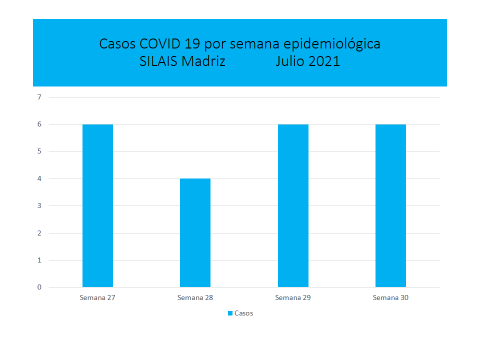 Casos COVID 19 por semana epidemiológica
SILAIS Madriz Julio 2021
7
6
5
4
3
2
1
0
Semana 27 Semana 28 Semana 29 Semana 30
Casos